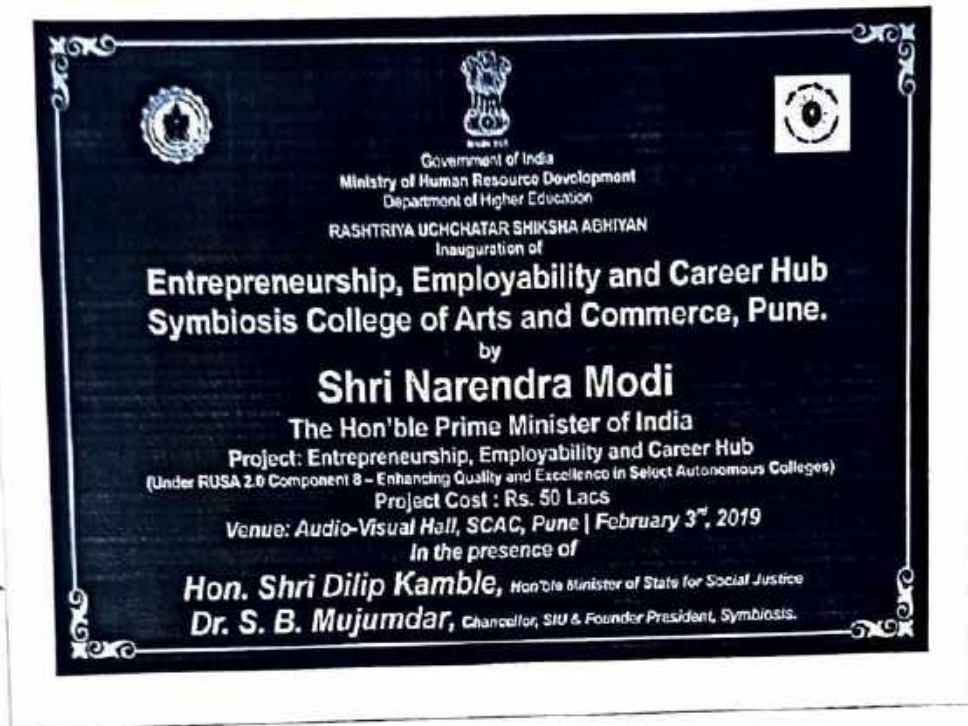 Government of India
Ministry of Human Resource Development
Department of Higher Education
RASHTRIYA UCHCHATAR SHIKSHA ABHIYAN
Inauguration of
Entrepreneurship, Employability and Career Hub
Symbiosis College of Arts and Commerce, Pune.
by
Shri Narendra Modi
The Hon'ble Prime Minister of India
Project: Entrepreneurship, Employability and Career Hub
(Under RUSA 2.0 Component 8 – Enhancing Quality and Excellence in Select Autonomous Colleges)
Project Cost : Rs. 50 Lacs
Venue: Audio-Visual Hall, SCAC, Pune | February 3rd, 2019
In the presence of
Hon. Shri Dilip Kamble, Hon'ble Minister of State for Social Justice
Dr. S. B. Mujumdar, Chancellor, SIU & Founder President, Symbiosis.